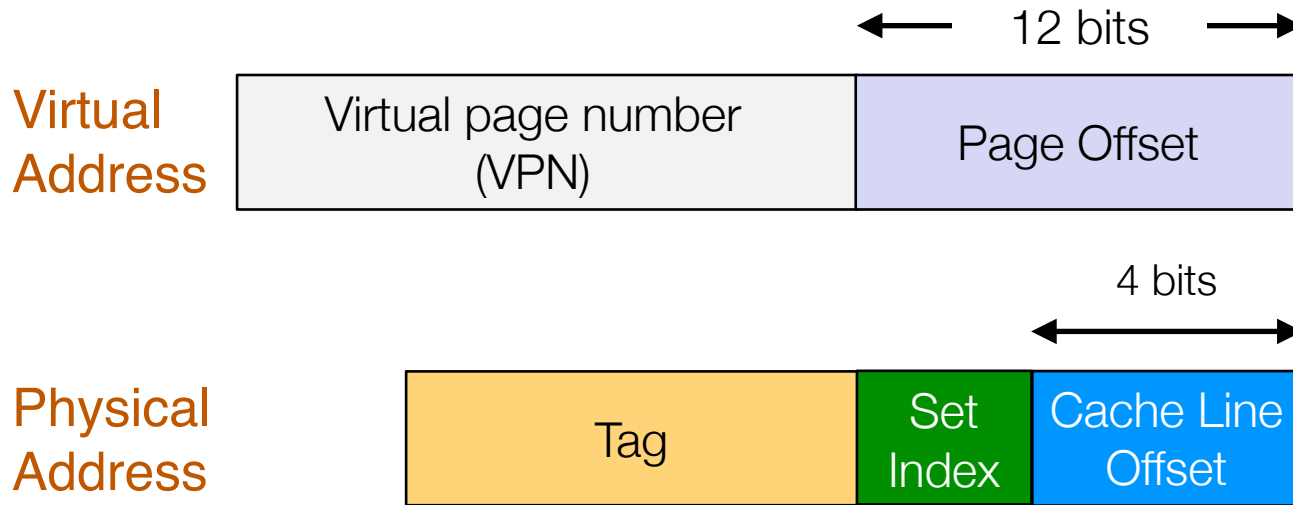 12 bits
Virtual
Address
Virtual page number
(VPN)
Page Offset
4 bits
Physical
Address
Tag
Set
Index
Cache Line
Offset